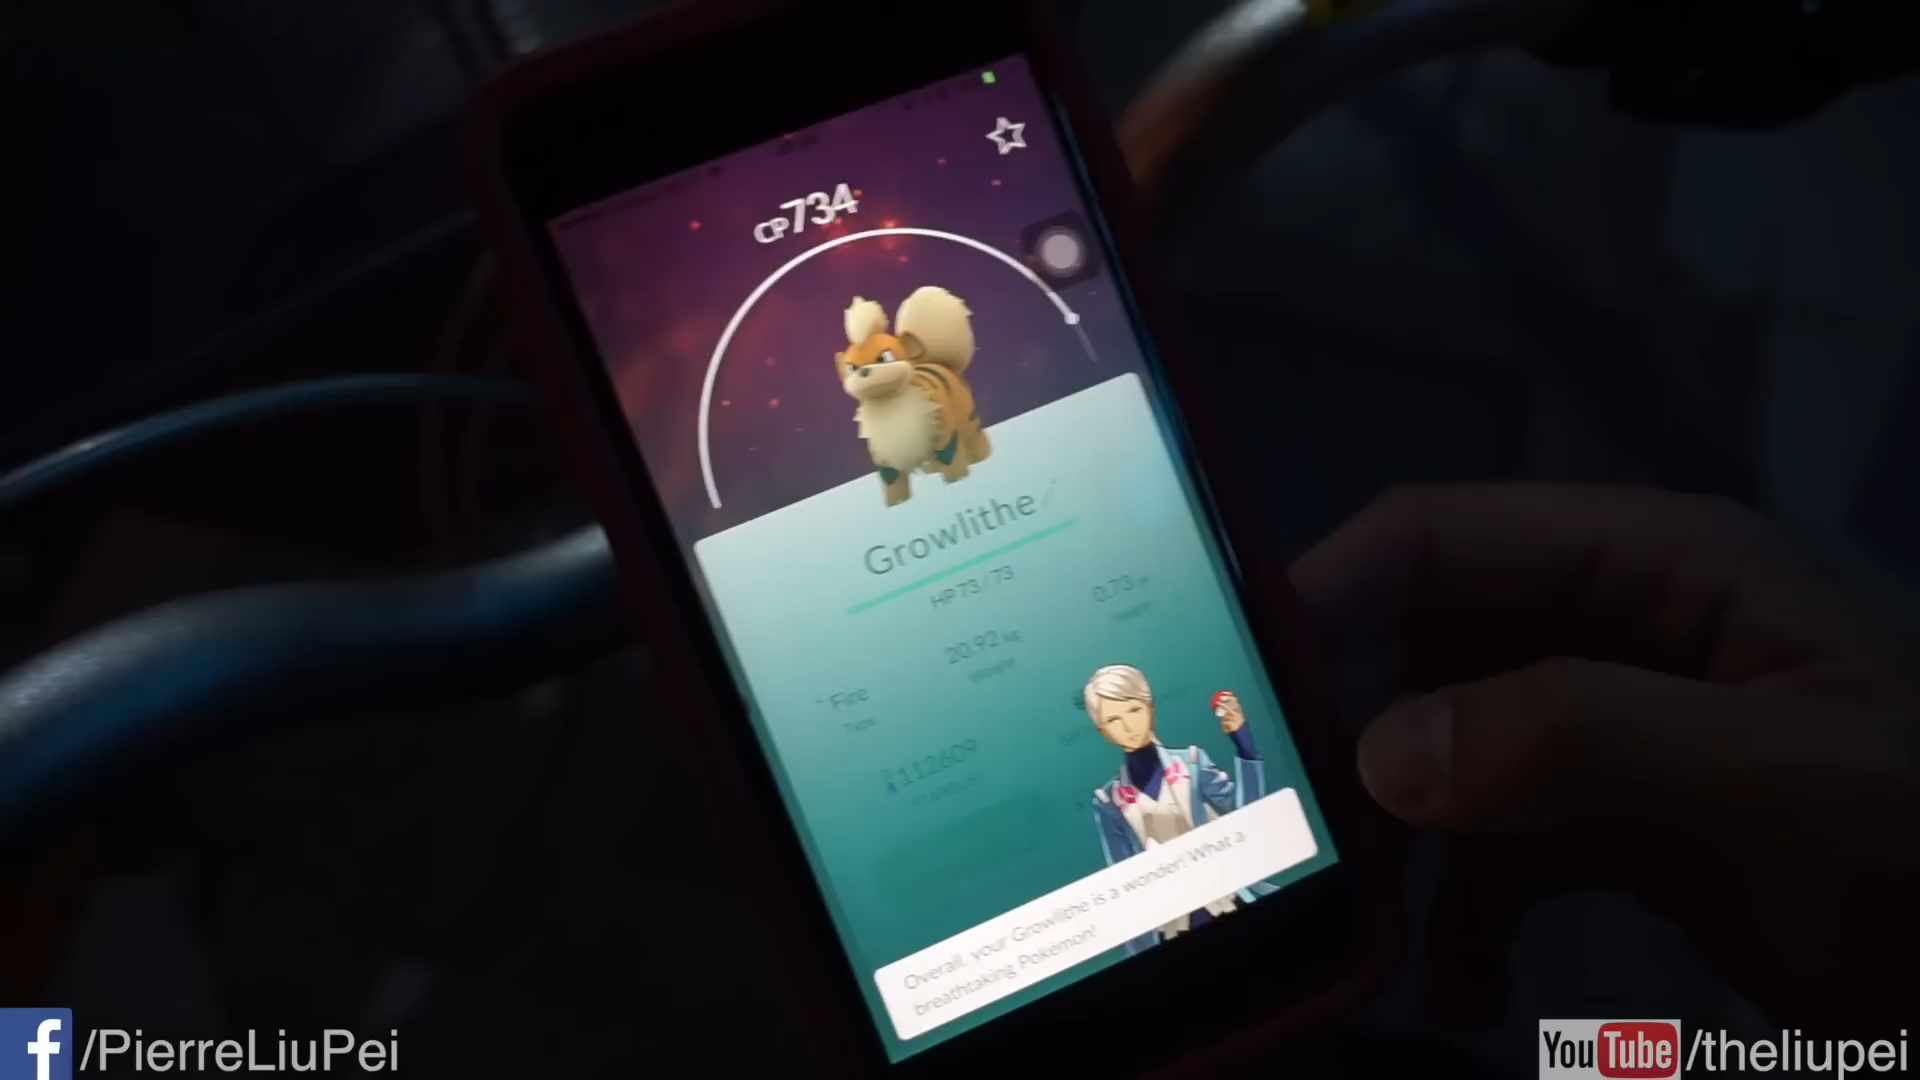 CP734
Growlithe
HP 73 / 73
20.92 KG
Weight
0.73
Fire
Type
112609
STARDUST
Overall, your Growlithe is a wonder! What a
breathtaking Pokémon!
f/PierreLiuPei
YouTube/theliupei